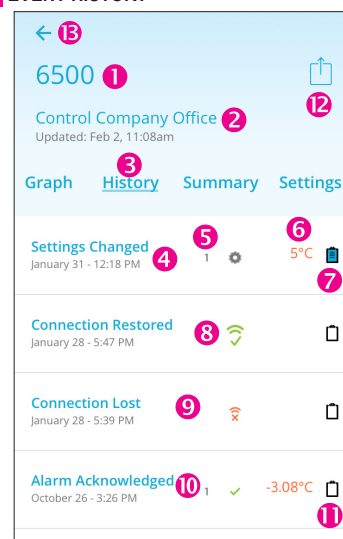 EVENT HISTORY
13
6500 1
12
Control Company Office 2
Updated: Feb 2, 11:08am
3
Graph History Summary Settings
5 6
Settings Changed 1 5°C
January 31 - 12:18 PM 4
7
Connection Restored 8
January 28 - 5:47 PM
Connection Lost 9
January 28 - 5:39 PM
Alarm Acknowledged 10 1 -3.08°C
October 26 - 3:26 PM
11